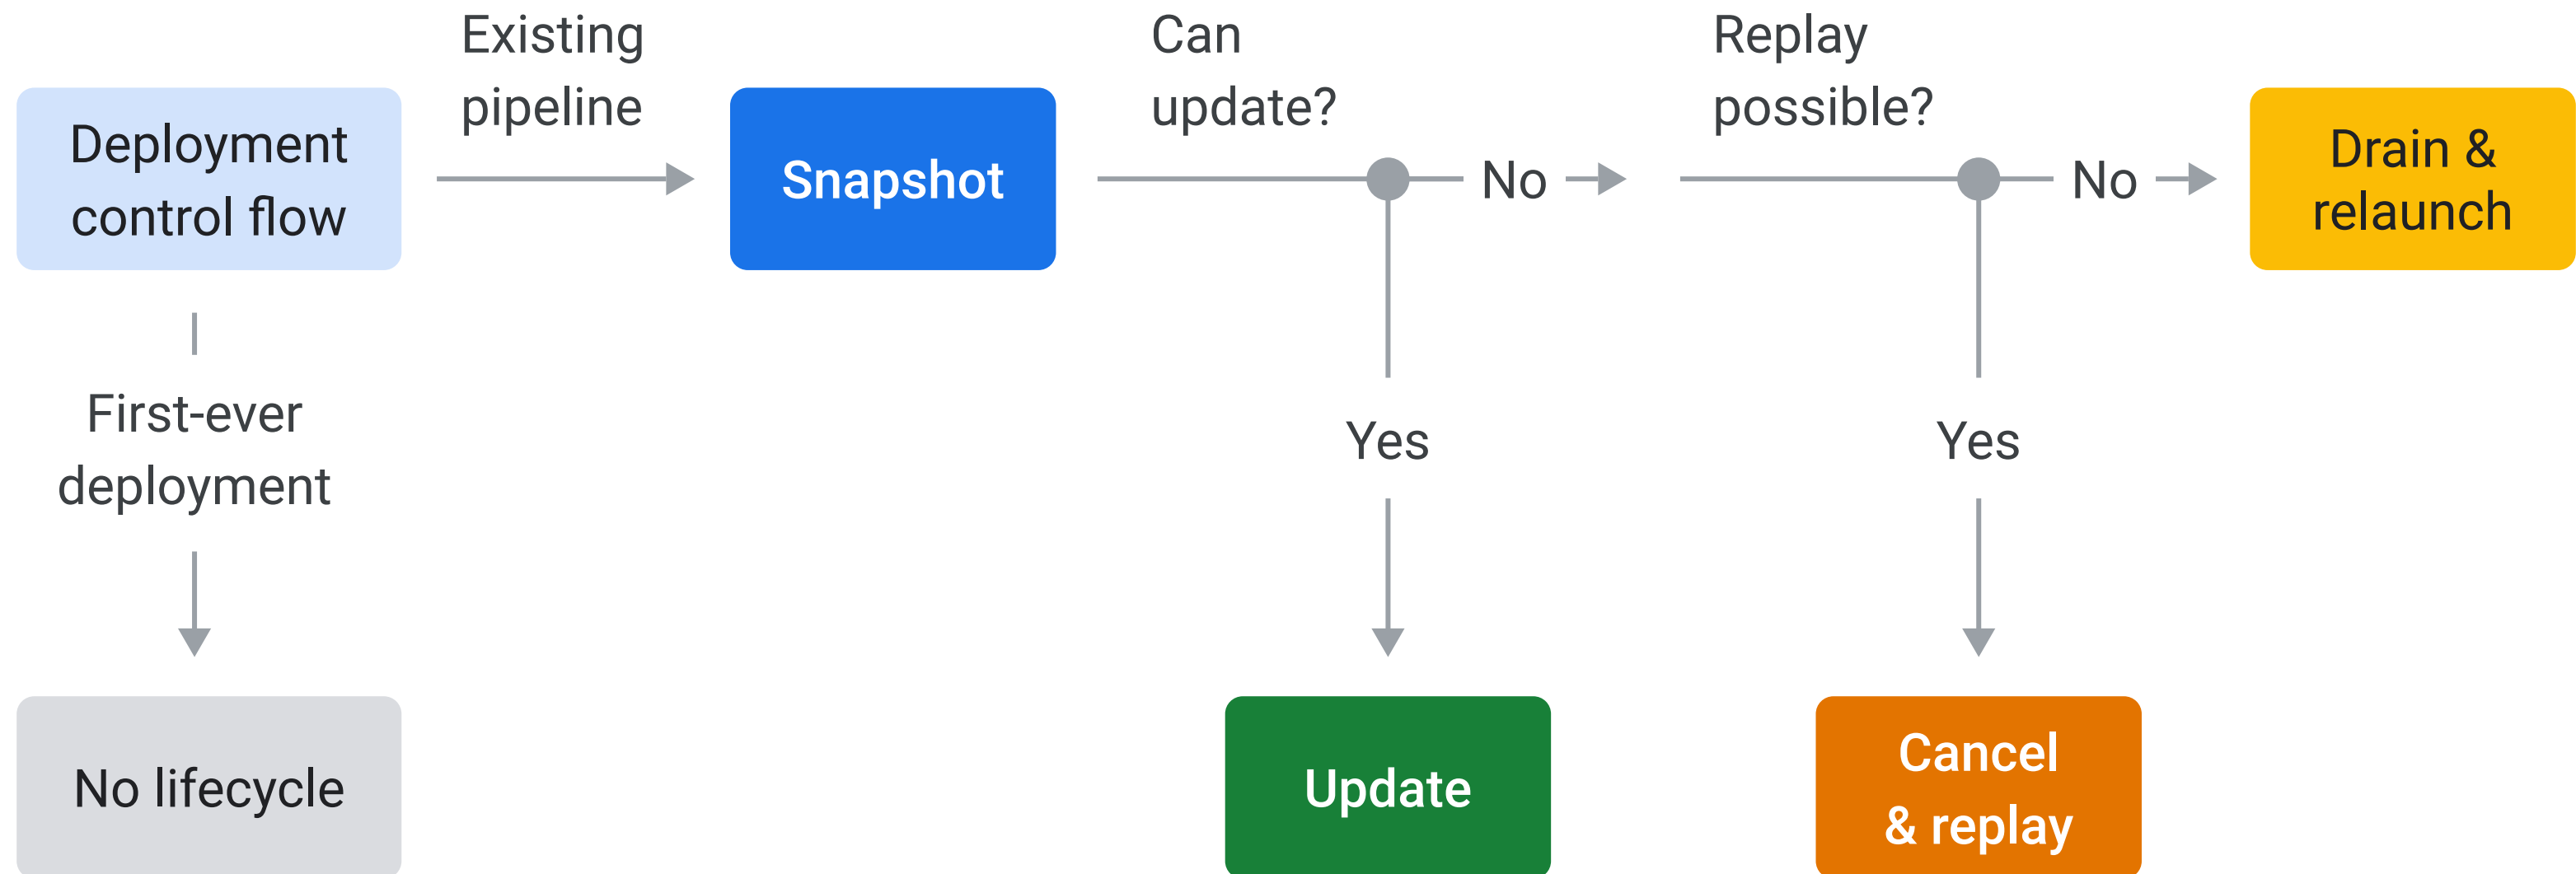 Existing
pipeline
Can
update?
Replay
possible?
Deployment
control flow
Snapshot
No
No
Drain &
relaunch
First-ever
deployment
Yes
Yes
No lifecycle
Update
Cancel
& replay